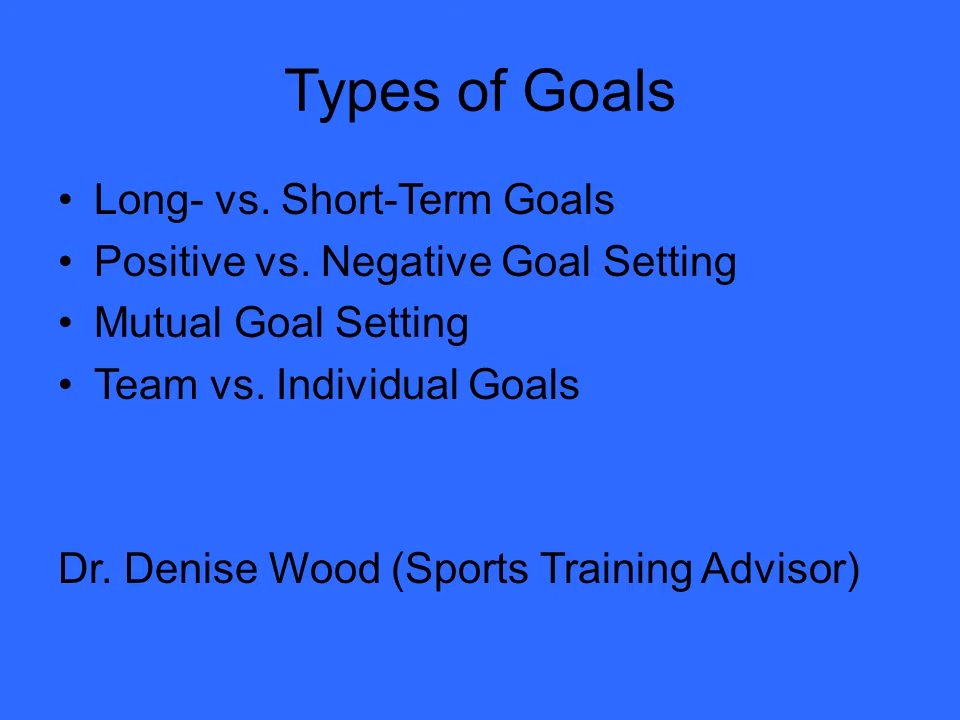 Types of Goals
• Long- vs. Short-Term Goals
• Positive vs. Negative Goal Setting
• Mutual Goal Setting
• Team vs. Individual Goals
Dr. Denise Wood (Sports Training Advisor)